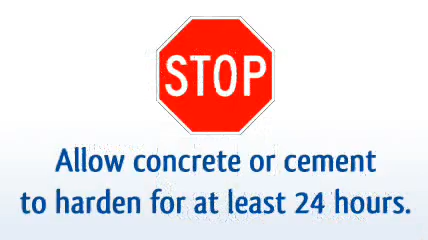 STOP
Allow concrete or cement
to harden for at least 24 hours.